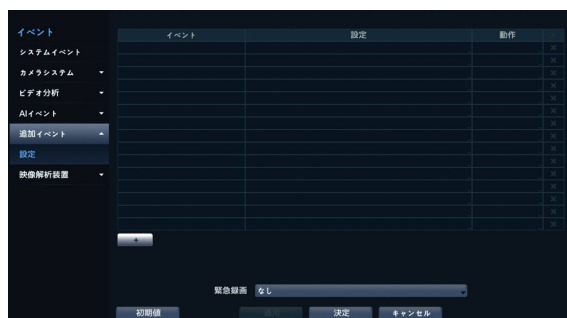 イベント
システムイベント
カメラシステム
ビデオ分析
AIイベント
追加イベント
設定
映像解析装置
イベント 設定 動作
+
緊急録画 なし
初期値 決定 キャンセル